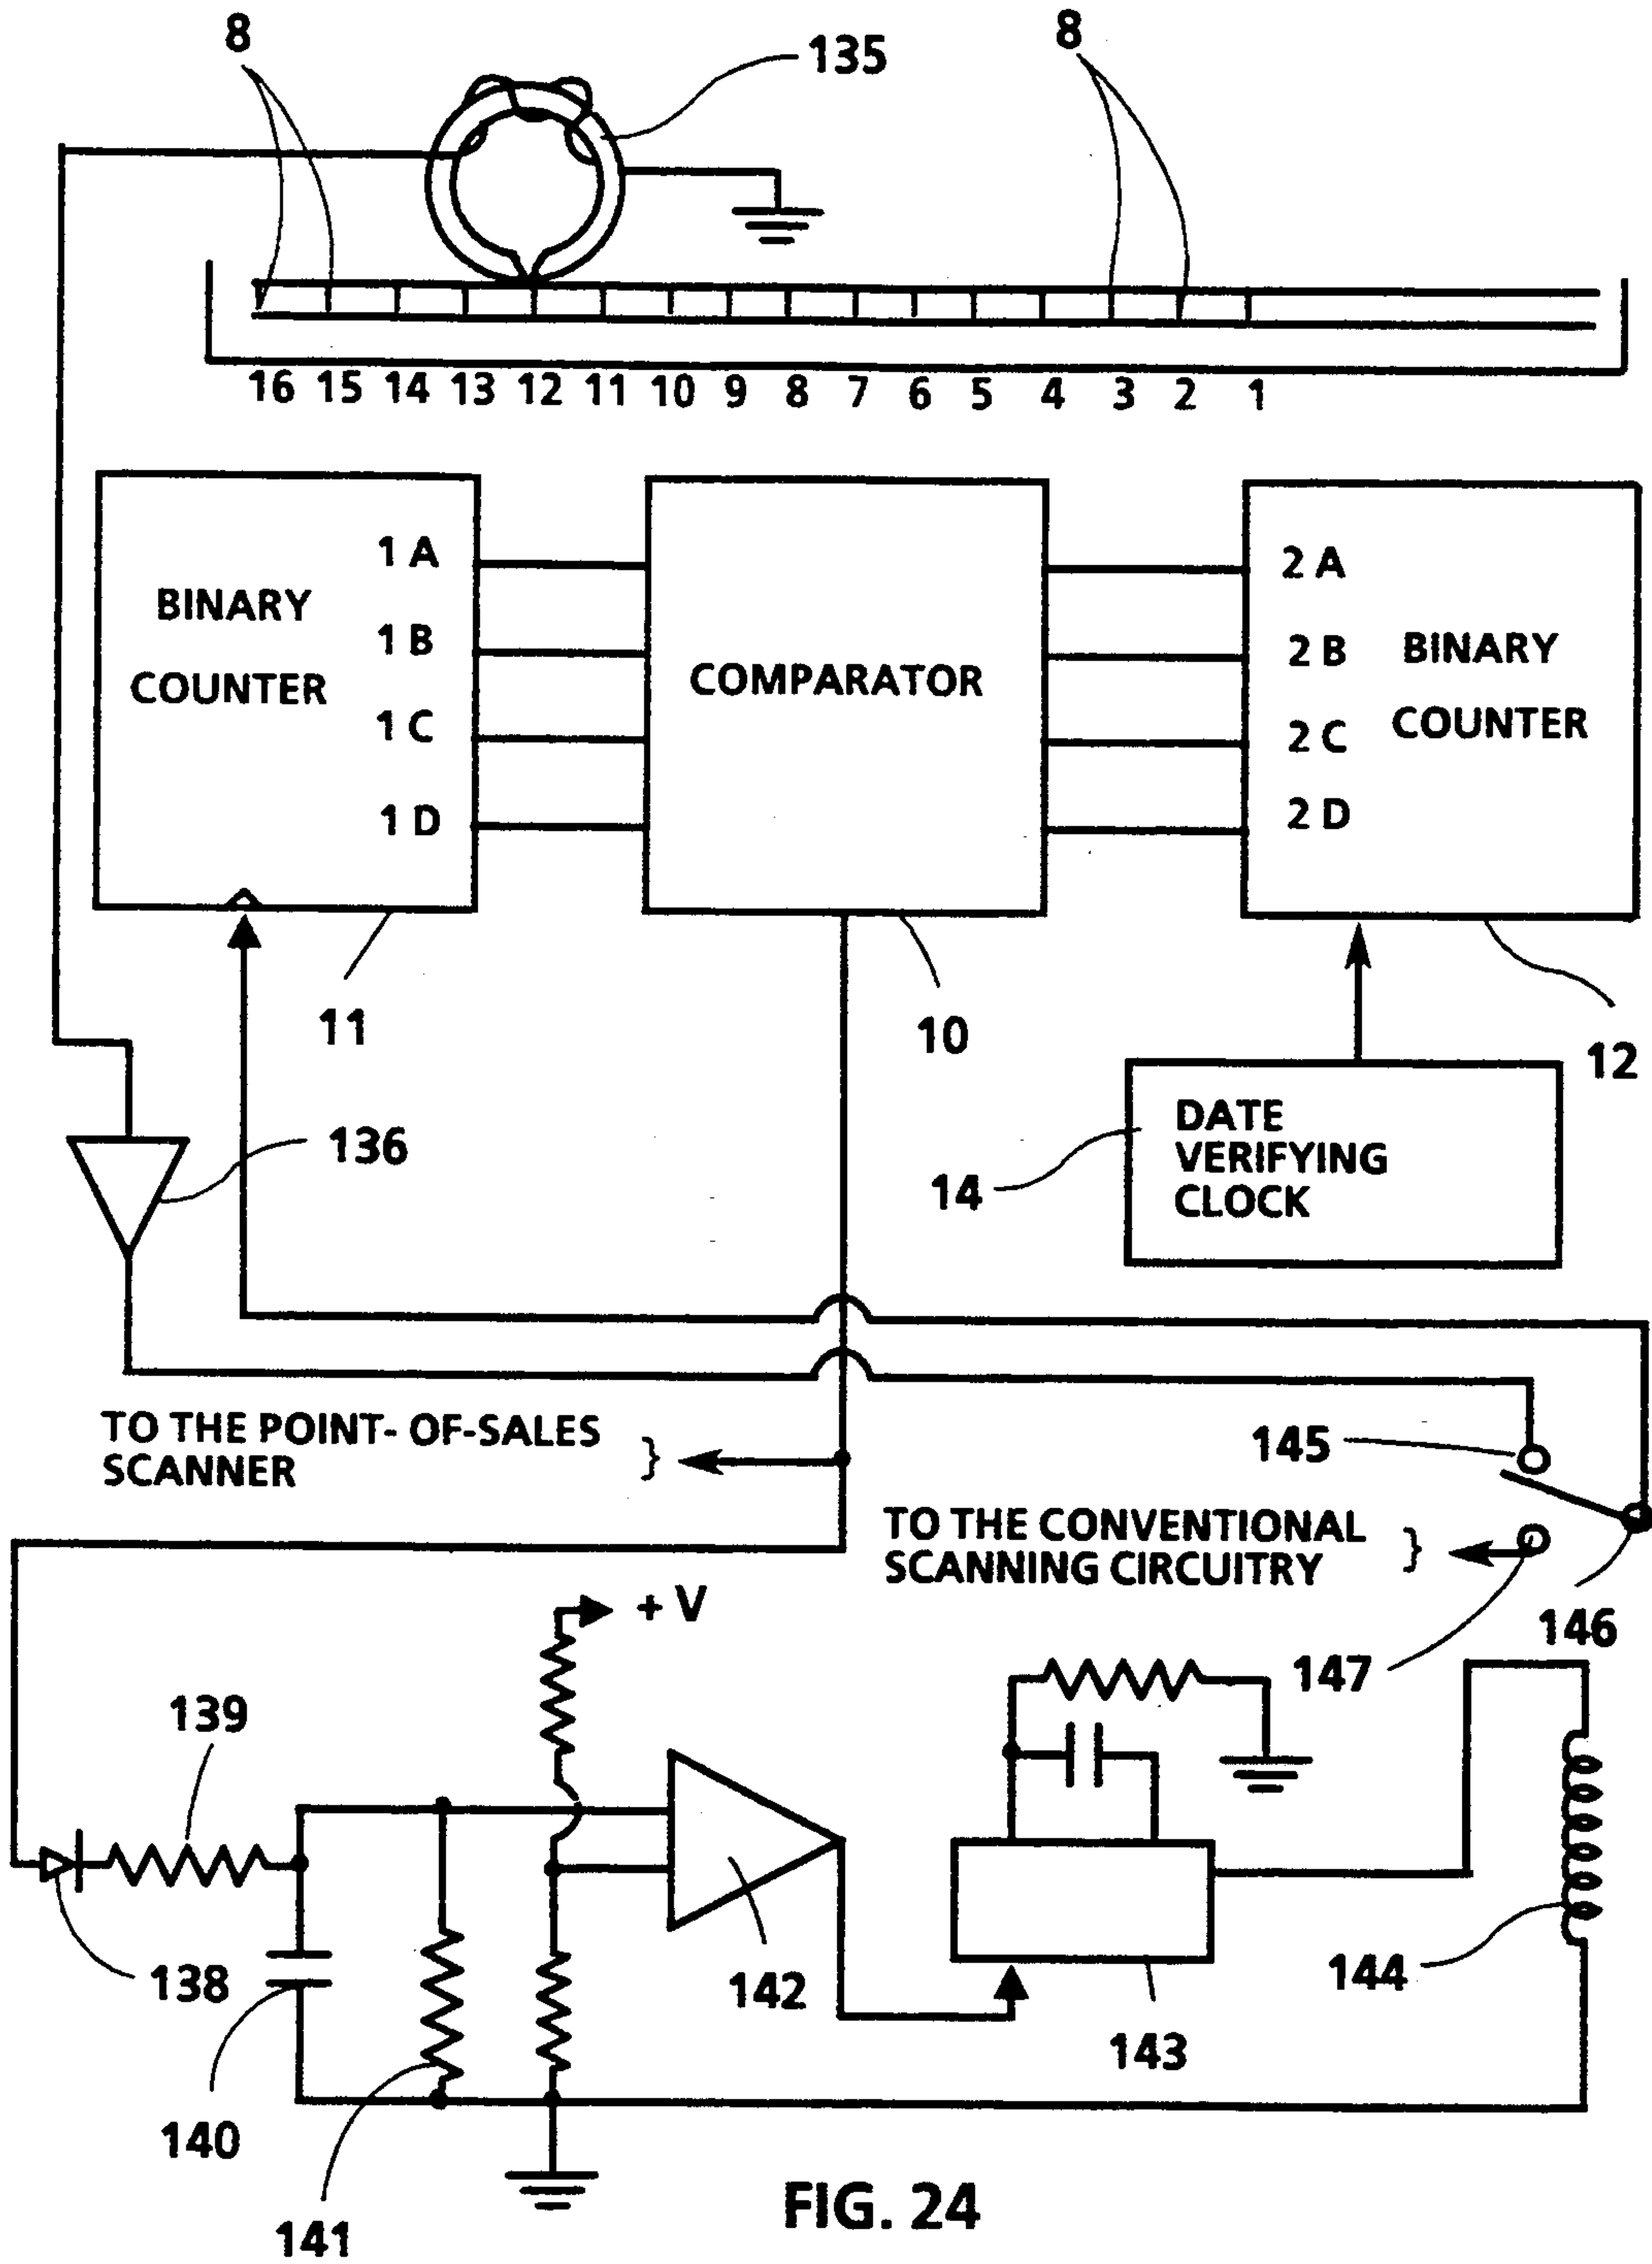 8
135
8
16 15 14 13 12 11 10 9 8 7 6 5 4 3 2 1
BINARY
COUNTER
1 A
1 B
1 C
1 D
COMPARATOR
2 A
2 B
2 C
2 D
BINARY
COUNTER
11
10
12
136
14
DATE
VERIFYING
CLOCK
TO THE POINT- OF-SALES
SCANNER }
145
TO THE CONVENTIONAL
SCANNING CIRCUITRY }
146
147
+ V
139
138
140
141
142
143
144
FIG. 24